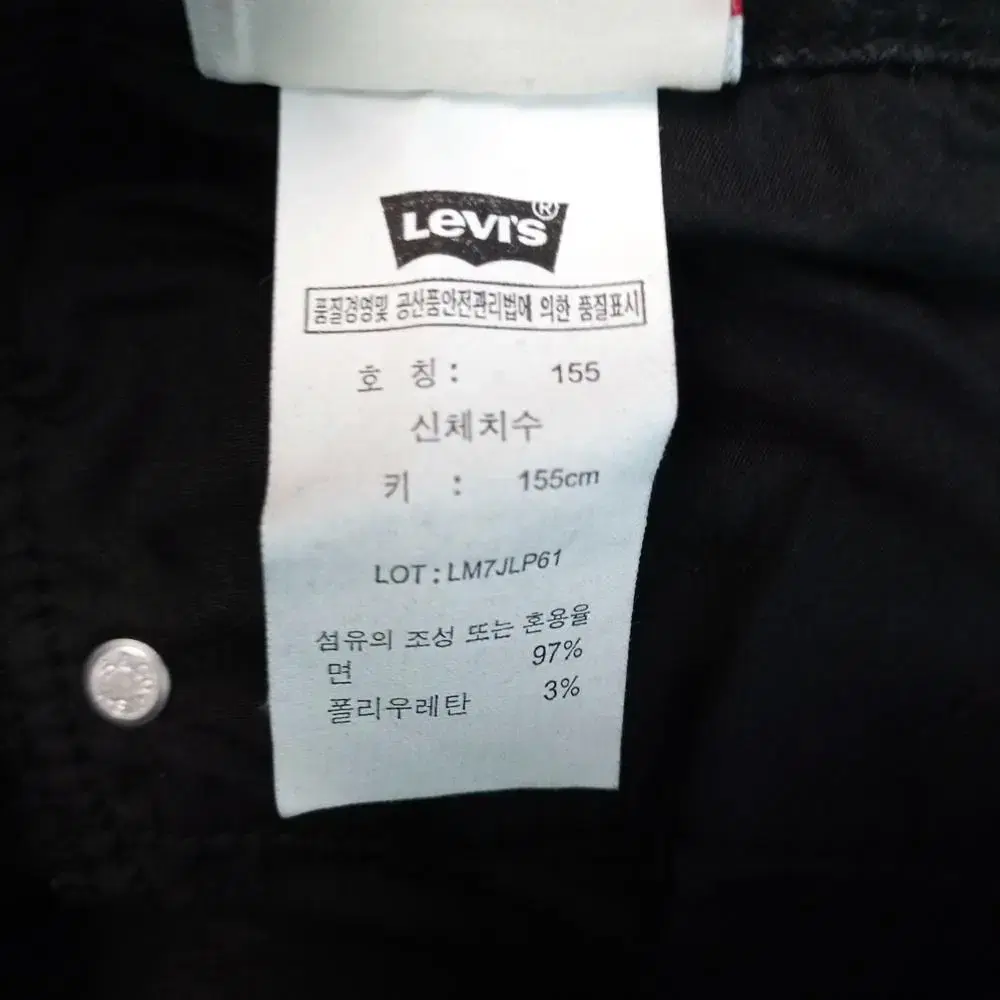 LEVI'S®
품질경영및 공산품안전관리법에 의한 품질표시
호 칭 : 155
신체치수
키 : 155cm
LOT : LM7JLP61
섬유의 조성 또는 혼용율
면 97%
폴리우레탄 3%